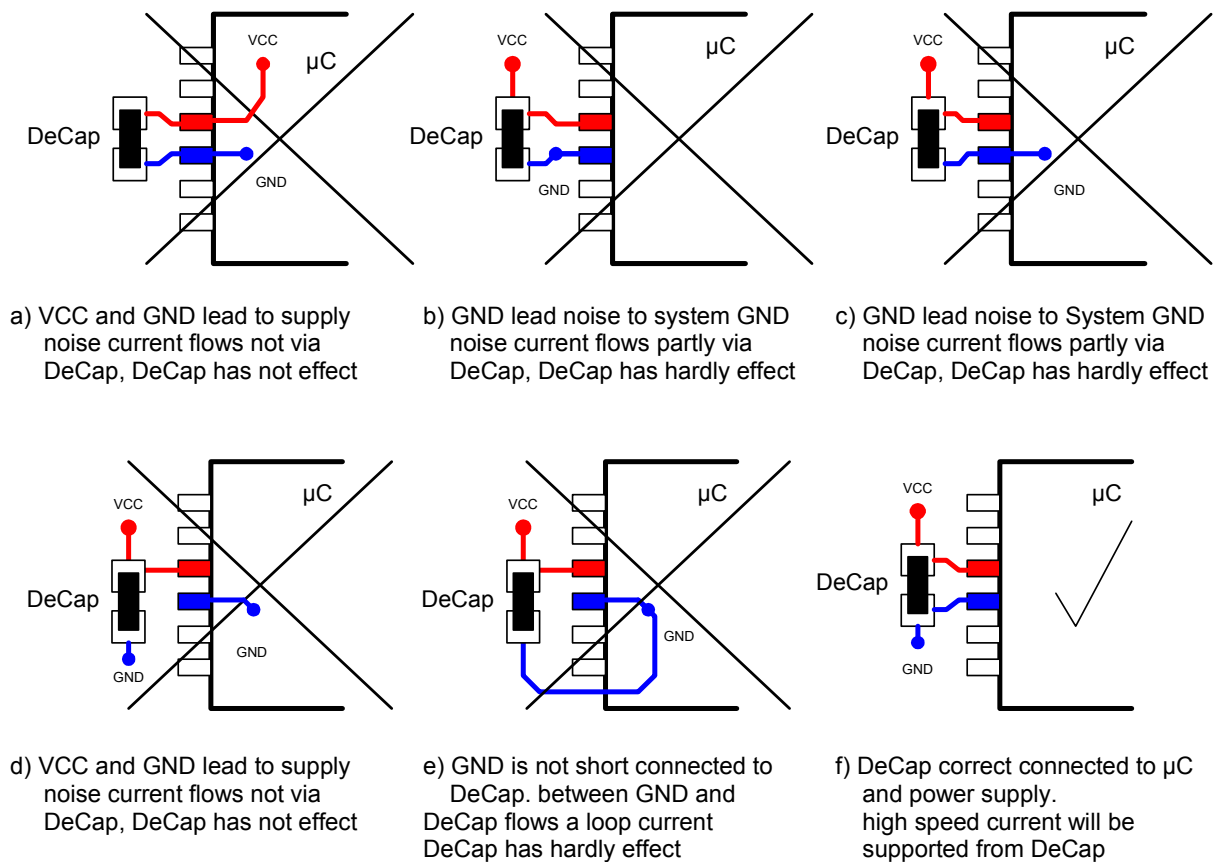 VCC
µC
DeCap
GND
a) VCC and GND lead to supply
noise current flows not via
DeCap, DeCap has not effect
VCC
µC
DeCap
GND
b) GND lead noise to system GND
noise current flows partly via
DeCap, DeCap has hardly effect
VCC
µC
DeCap
GND
c) GND lead noise to System GND
noise current flows partly via
DeCap, DeCap has hardly effect
µC
VCC
DeCap
GND
GND
d) VCC and GND lead to supply
noise current flows not via
DeCap, DeCap has not effect
µC
VCC
DeCap
GND
e) GND is not short connected to
DeCap. between GND and
DeCap flows a loop current
DeCap has hardly effect
VCC
µC
DeCap
GND
f) DeCap correct connected to µC
and power supply.
high speed current will be
supported from DeCap